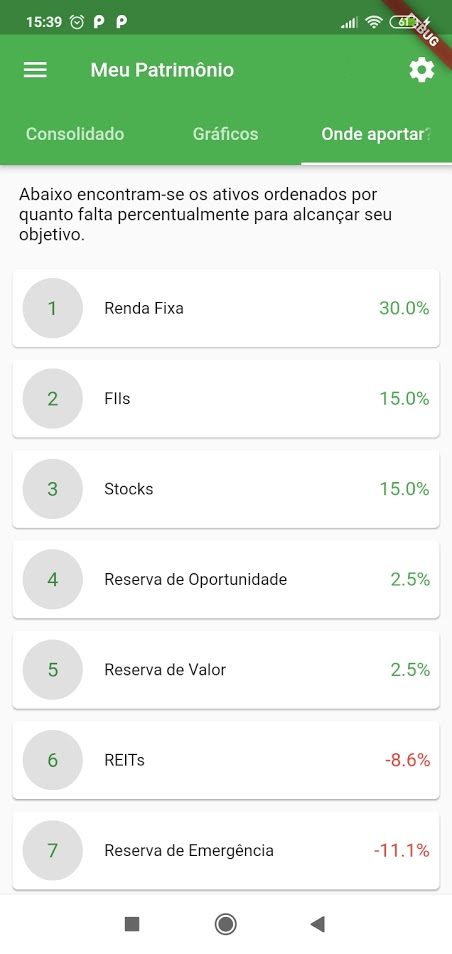 15:39
61
DEBUG
Meu Patrimônio
Consolidado
Gráficos
Onde aportar?
Abaixo encontram-se os ativos ordenados por
quanto falta percentualmente para alcançar seu
objetivo.
1 Renda Fixa 30.0%
2 FIIs 15.0%
3 Stocks 15.0%
4 Reserva de Oportunidade 2.5%
5 Reserva de Valor 2.5%
6 REITs -8.6%
7 Reserva de Emergência -11.1%